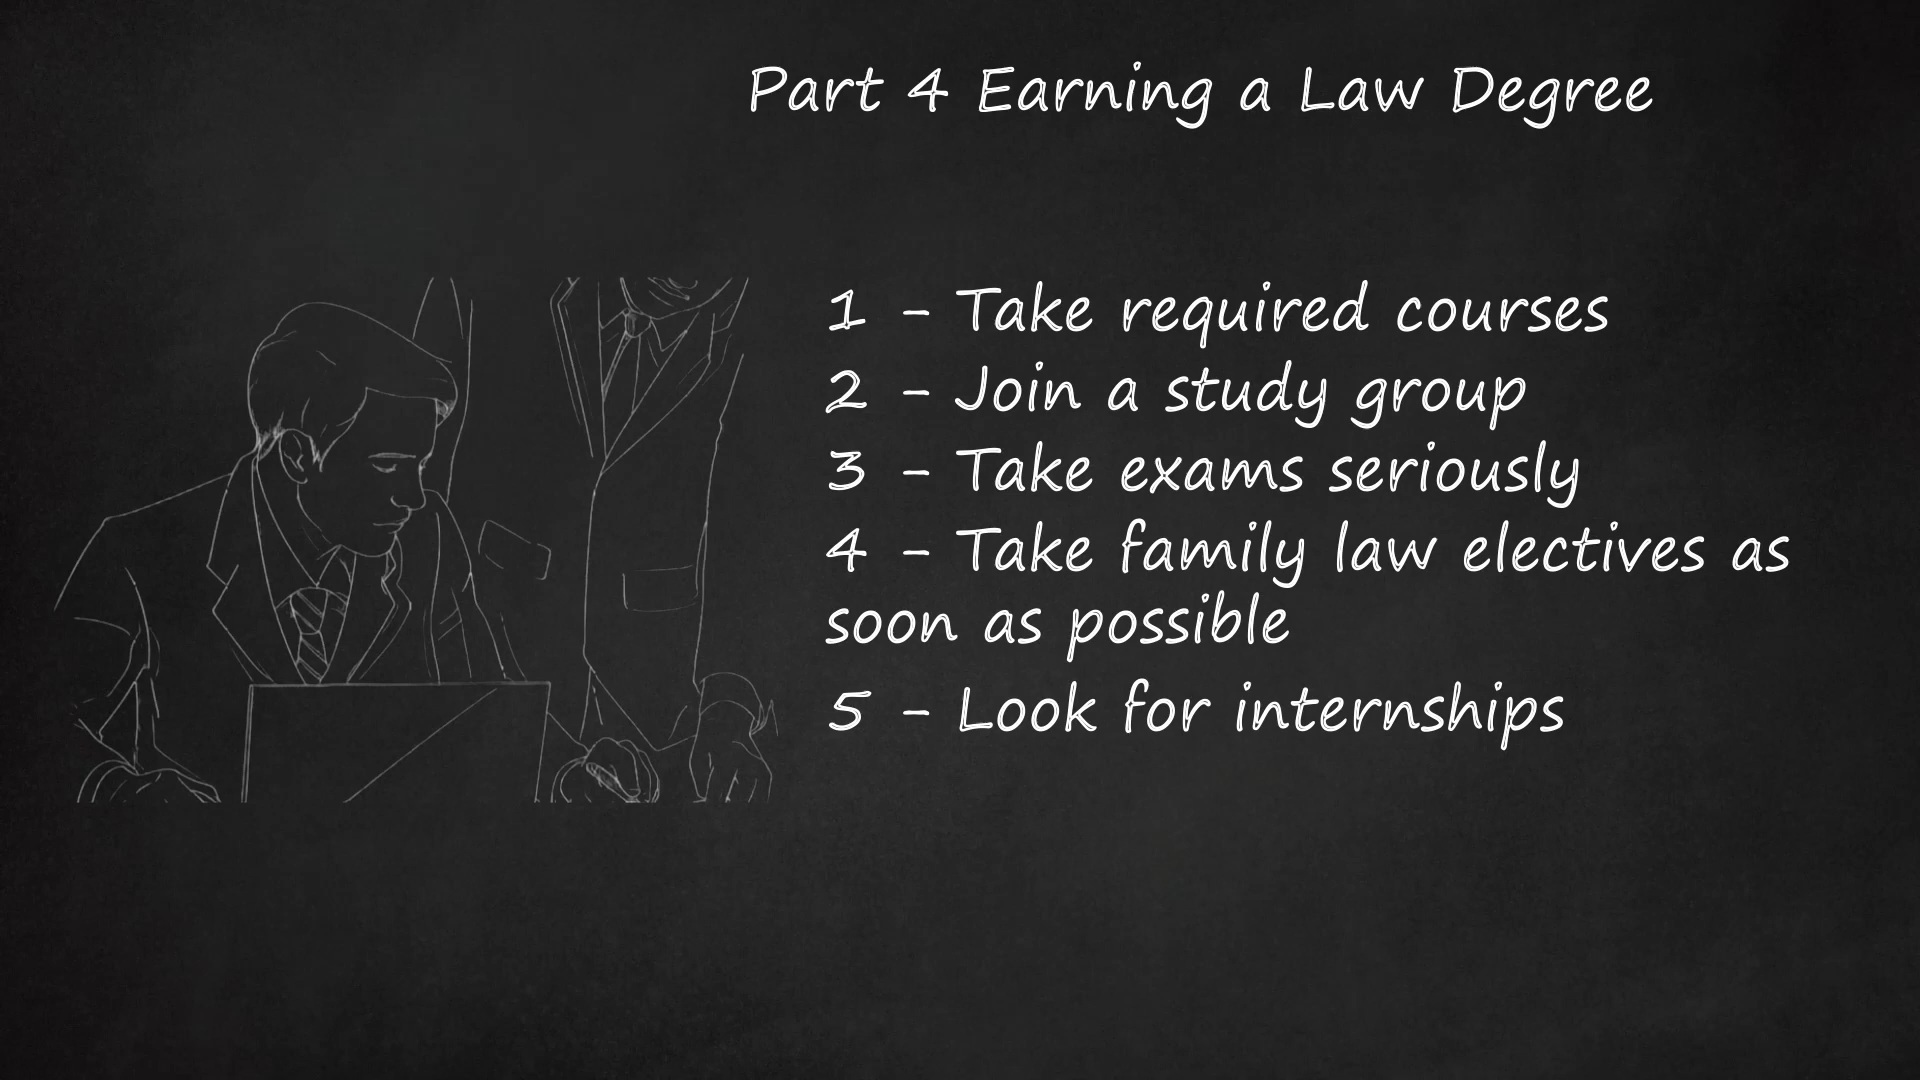 Part 4 Earning a Law Degree
1 - Take required courses
2 - Join a study group
3 - Take exams seriously
4 - Take family law electives as
soon as possible
5 - Look for internships